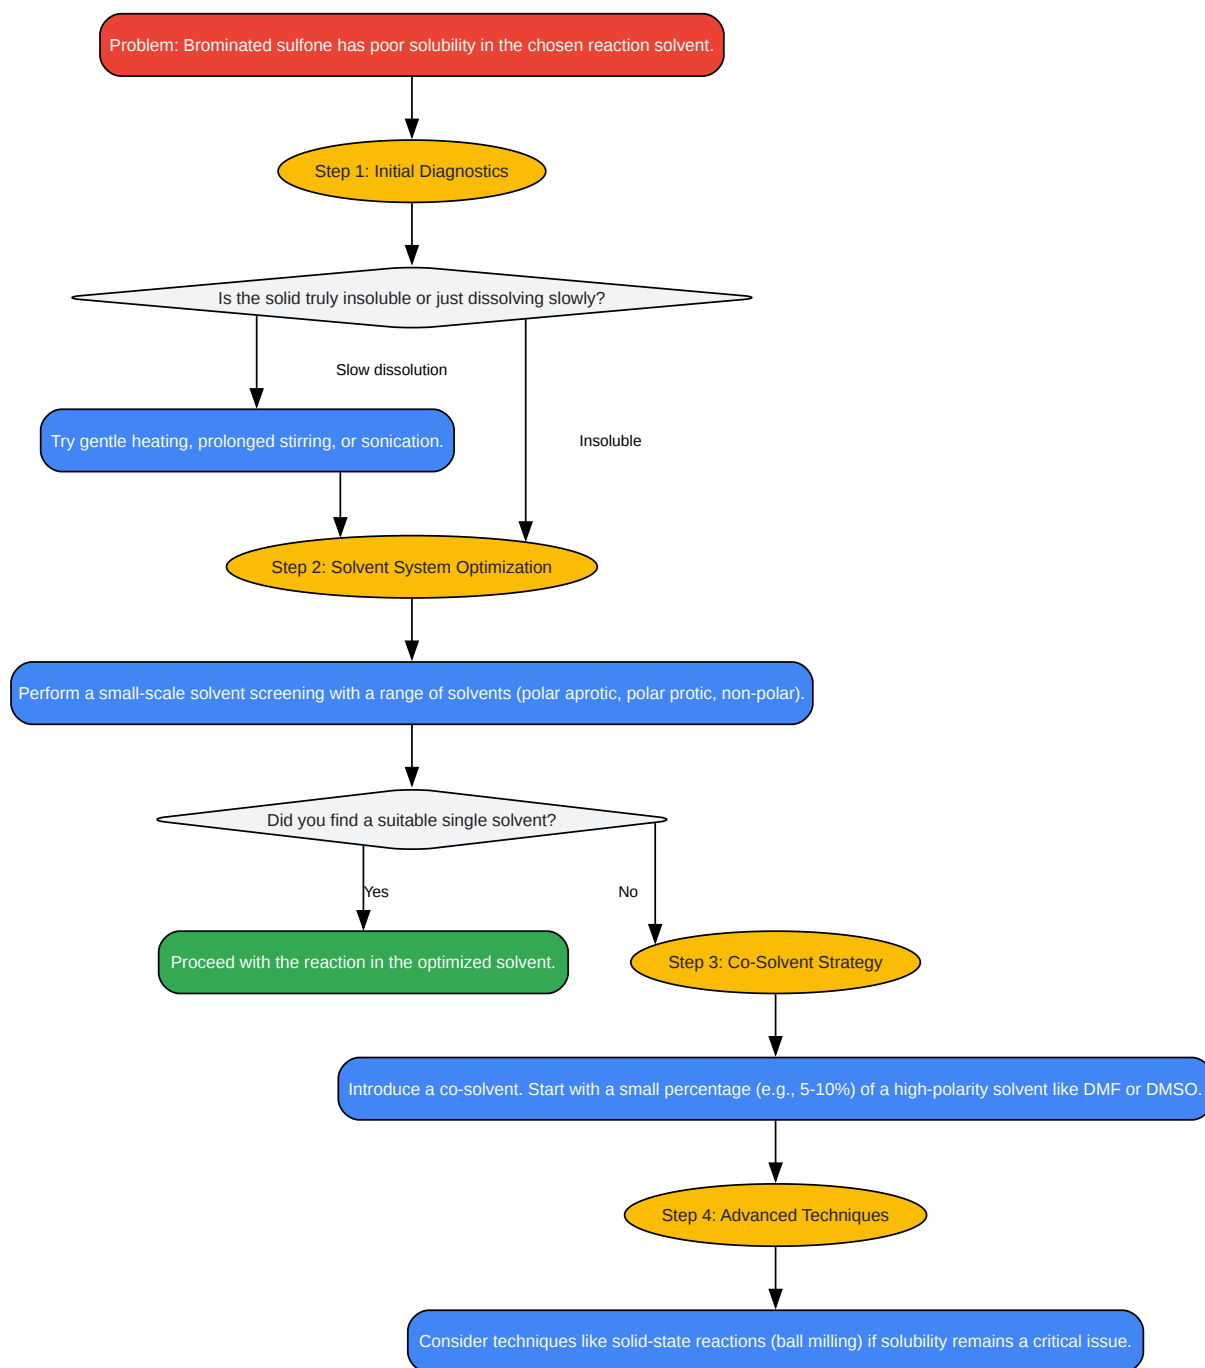 Problem: Brominated sulfone has poor solubility in the chosen reaction solvent.
Step 1: Initial Diagnostics
Is the solid truly insoluble or just dissolving slowly?
Slow dissolution
Try gentle heating, prolonged stirring, or sonication.
Insoluble
Step 2: Solvent System Optimization
Perform a small-scale solvent screening with a range of solvents (polar aprotic, polar protic, non-polar).
Did you find a suitable single solvent?
Yes
No
Proceed with the reaction in the optimized solvent.
Step 3: Co-Solvent Strategy
Introduce a co-solvent. Start with a small percentage (e.g., 5-10%) of a high-polarity solvent like DMF or DMSO.
Step 4: Advanced Techniques
Consider techniques like solid-state reactions (ball milling) if solubility remains a critical issue.